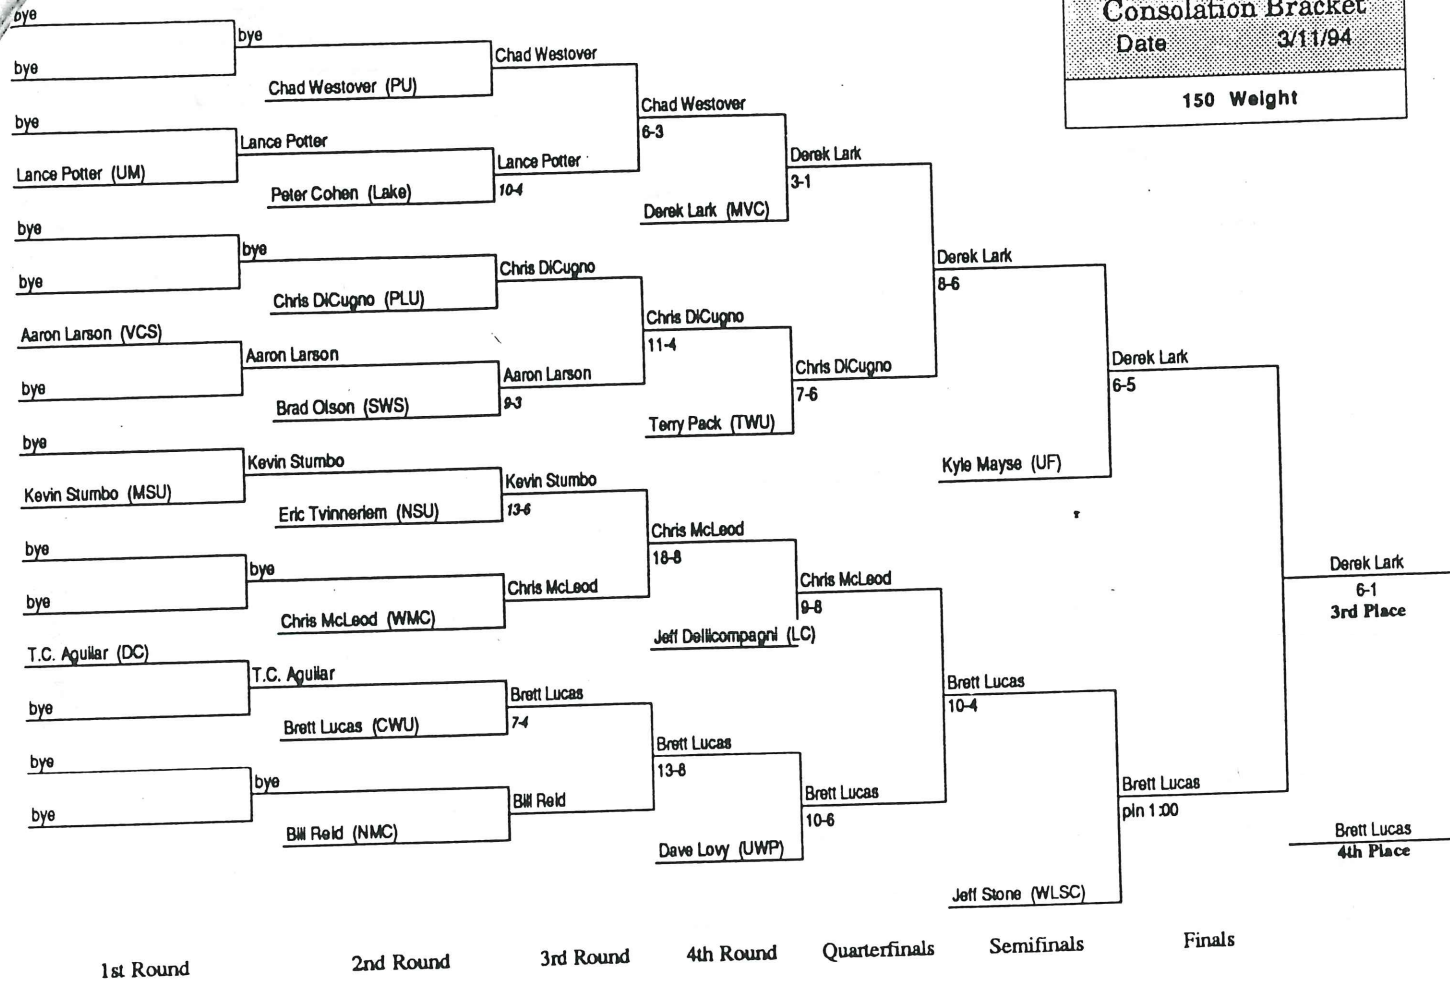 Consolation Bracket
Date 3/11/94
150 Weight
bye
bye
bye
Chad Westover (PU)
Chad Westover
bye
Lance Potter (UM)
Lance Potter
Peter Cohen (Lake)
Lance Potter
10-4
Chad Westover
6-3
Derek Lark (MVC)
Derek Lark
3-1
bye
bye
bye
Chris DiCugno (PLU)
Chris DiCugno
Aaron Larson (VCS)
bye
Aaron Larson
Brad Olson (SWS)
Aaron Larson
9-3
Chris DiCugno
11-4
Terry Pack (TWU)
Chris DiCugno
7-6
Derek Lark
8-6
Kyle Mayse (UF)
Derek Lark
6-5
bye
Kevin Stumbo (MSU)
Kevin Stumbo
Eric Tvinneriem (NSU)
Kevin Stumbo
13-6
bye
bye
bye
Chris McLeod (WMC)
Chris McLeod
Chris McLeod
18-8
Jeff Dellicompagni (LC)
Chris McLeod
9-8
T.C. Aguilar (DC)
bye
T.C. Aguilar
Brett Lucas (CWU)
Brett Lucas
7-4
bye
bye
bye
Bill Reid (NMC)
Bill Reid
Brett Lucas
13-8
Dave Lovy (UWP)
Brett Lucas
10-6
Brett Lucas
10-4
Jeff Stone (WLSC)
Brett Lucas
pin 1:00
Derek Lark
6-1
3rd Place
Brett Lucas
4th Place
1st Round
2nd Round
3rd Round
4th Round
Quarterfinals
Semifinals
Finals